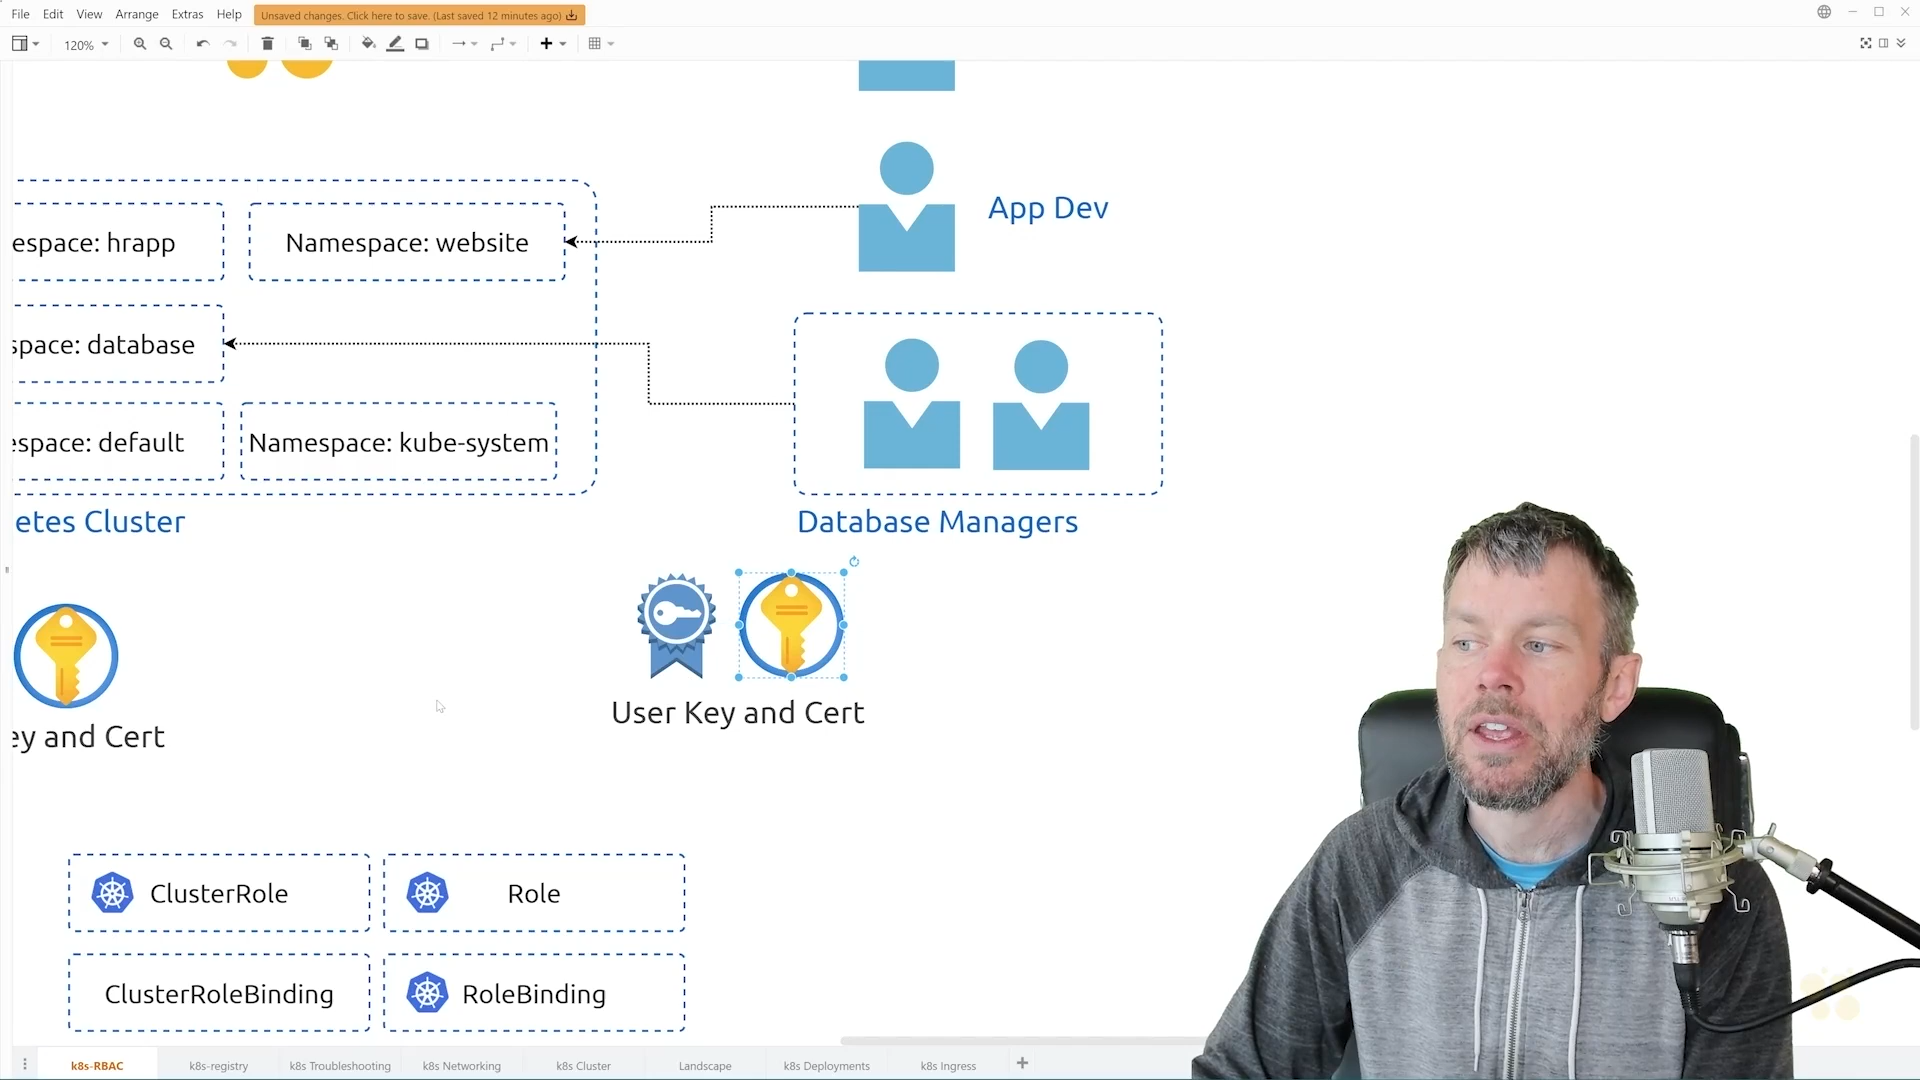 File Edit View Arrange Extras Help Unsaved changes. Click here to save. (Last saved 12 minutes ago)
120%
App Dev
espace: hrapp
Namespace: website
space: database
espace: default
Namespace: kube-system
etes Cluster
Database Managers
User Key and Cert
ey and Cert
ClusterRole
Role
ClusterRoleBinding
RoleBinding
k8s-RBAC k8s-registry k8s Troubleshooting k8s Networking k8s Cluster Landscape k8s Deployments k8s Ingress